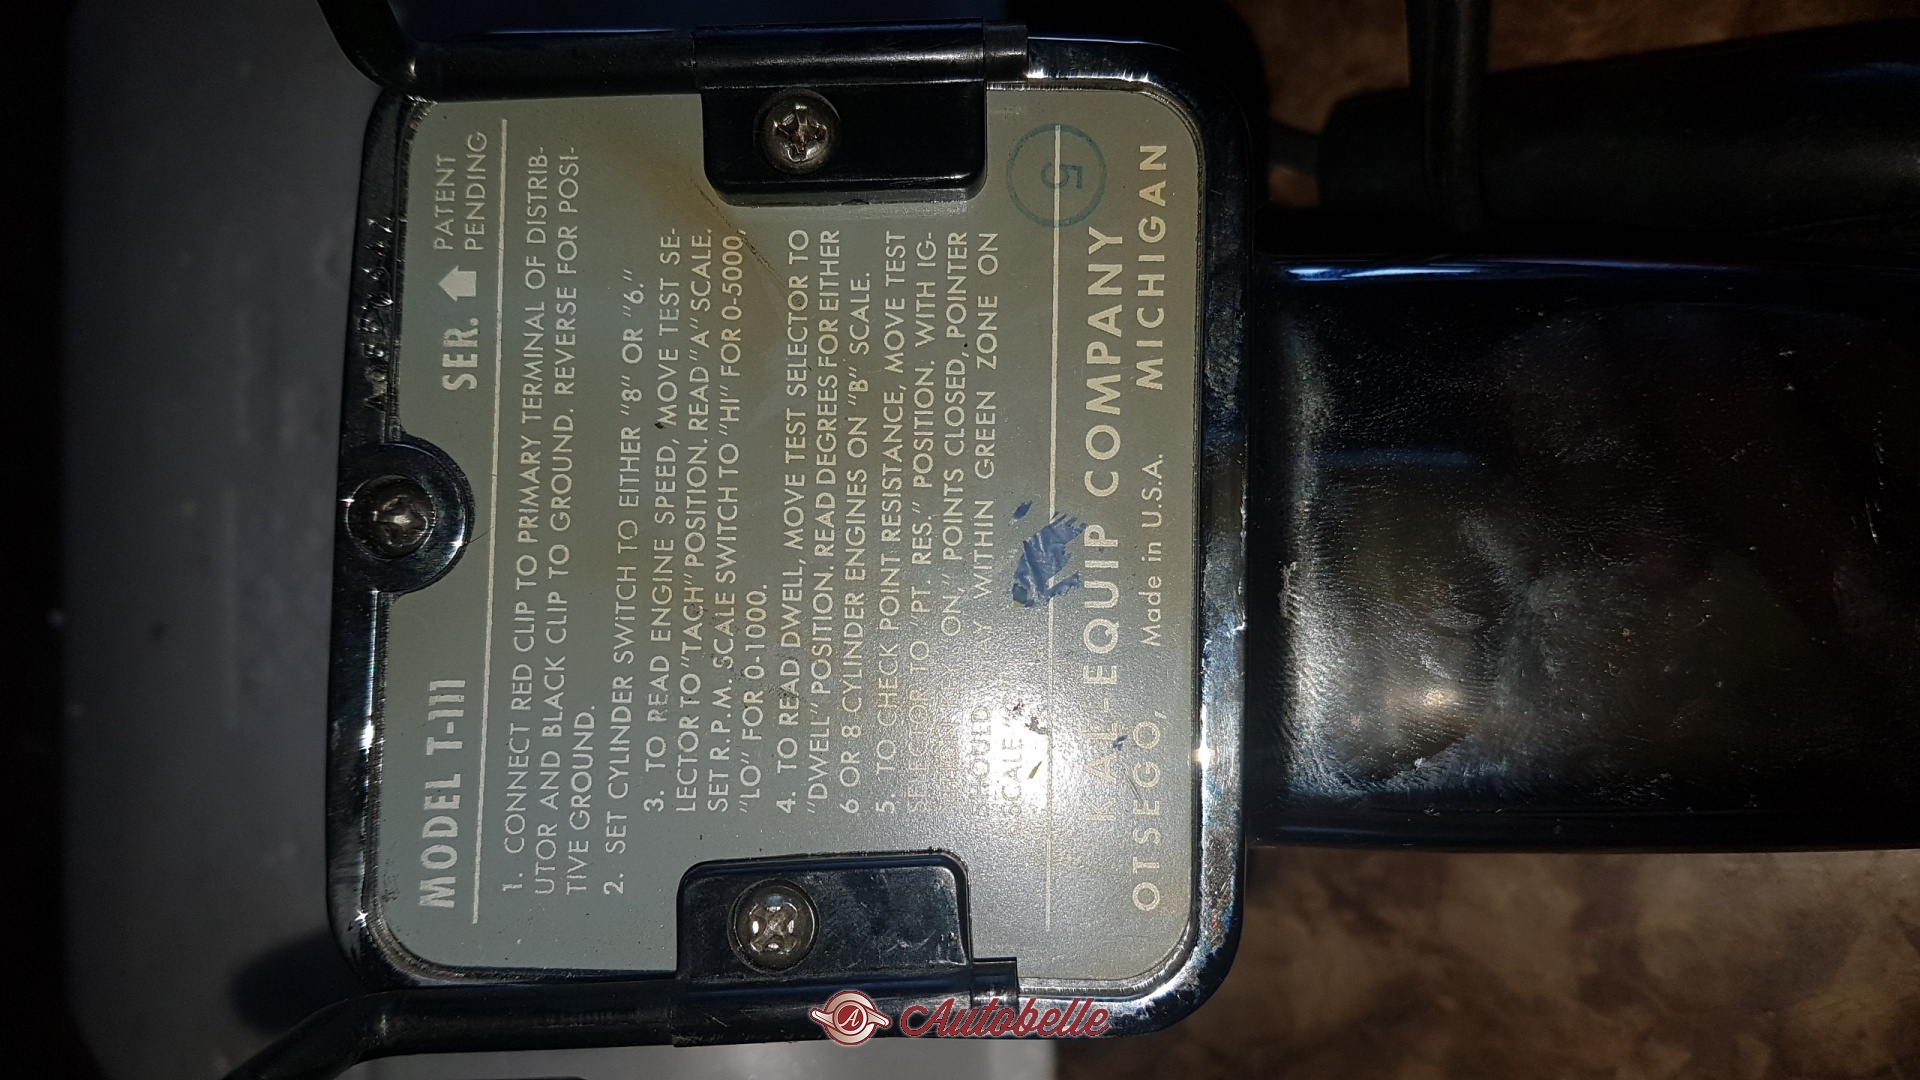 MODEL T-111
SER. PATENT
PENDING
1. CONNECT RED CLIP TO PRIMARY TERMINAL OF DISTRIB-
UTOR AND BLACK CLIP TO GROUND. REVERSE FOR POSI-
TIVE GROUND.
2. SET CYLINDER SWITCH TO EITHER "8" OR "6."
3. TO READ ENGINE SPEED, MOVE TEST SE-
LECTOR TO "TACH" POSITION. READ "A" SCALE.
SET R.P.M. SCALE SWITCH TO "HI" FOR 0-5000,
"LO" FOR 0-1000.
4. TO READ DWELL, MOVE TEST SELECTOR TO
"DWELL" POSITION. READ DEGREES FOR EITHER
6 OR 8 CYLINDER ENGINES ON "B" SCALE.
5. TO CHECK POINT RESISTANCE, MOVE TEST
SELECTOR TO "PT. RES." POSITION. WITH IG-
ON," POINTS CLOSED, POINTER
SHOULD WITHIN GREEN ZONE ON
SCALE
5
KAL-EQUIP COMPANY
OTSEGO, Made in U.S.A. MICHIGAN
A Autobelle